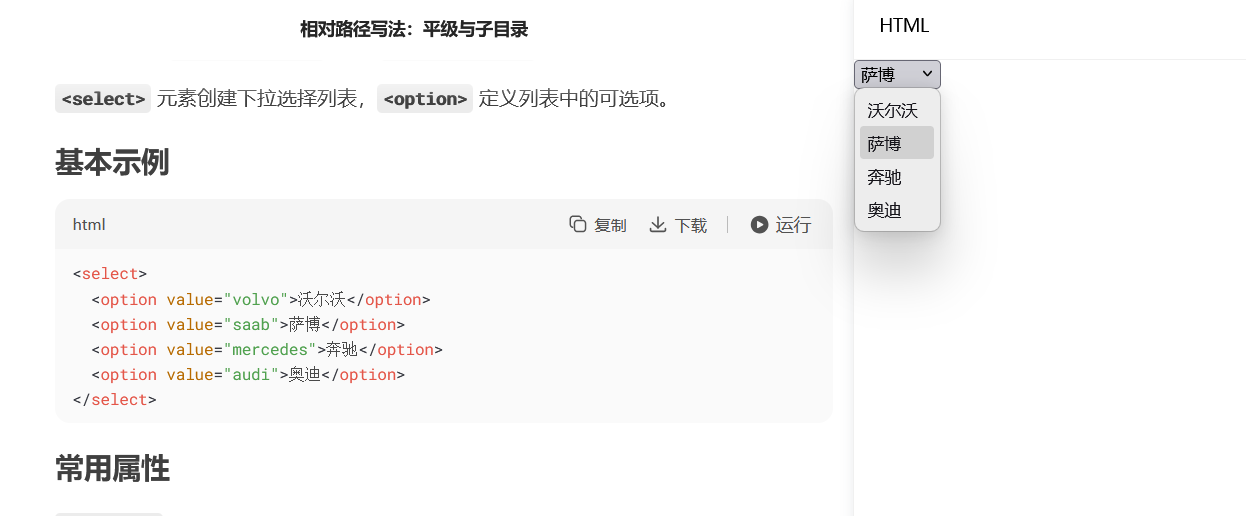 相对路径写法：平级与子目录
<select> 元素创建下拉选择列表，<option> 定义列表中的可选项。
基本示例
html 复制 下载 运行
<select>
<option value="volvo">沃尔沃</option>
<option value="saab">萨博</option>
<option value="mercedes">奔驰</option>
<option value="audi">奥迪</option>
</select>
常用属性
HTML
萨博
沃尔沃
萨博
奔驰
奥迪